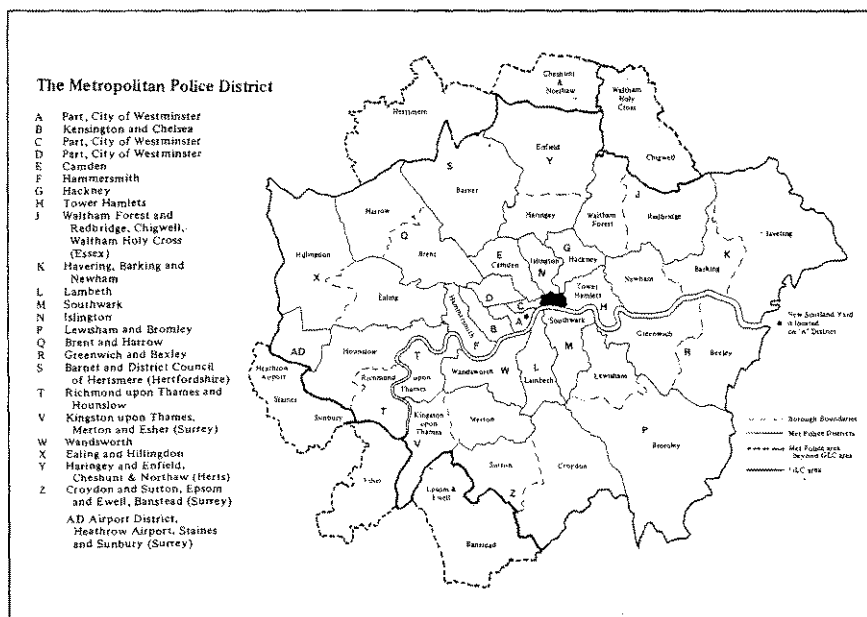 The Metropolitan Police District
A Part, City of Westminster
B Kensington and Chelsea
C Part, City of Westminster
D Part, City of Westminster
E Camden
F Hammersmith
G Hackney
H Tower Hamlets
J Waltham Forest and
Redbridge, Chigwell,
Waltham Holy Cross
(Essex)
K Havering, Barking and
Newham
L Lambeth
M Southwark
N Islington
P Lewisham and Bromley
Q Brent and Harrow
R Greenwich and Bexley
S Barnet and District Council
of Hertsmere (Hertfordshire)
T Richmond upon Thames and
Hounslow
V Kingston upon Thames,
Merton and Esher (Surrey)
W Wandsworth
X Ealing and Hillingdon
Y Haringey and Enfield,
Cheshunt & Northaw (Herts)
Z Croydon and Sutton, Epsom
and Ewell, Banstead (Surrey)
AD Airport District,
Heathrow Airport, Staines
and Sunbury (Surrey)
Cheshunt
&
Northaw
Waltham
Holy
Cross
Hertsmere
Chigwell
Enfield
Y
S
Barnet
Harrow
Haringey
Waltham
Forest
J
Redbridge
Havering
K
Hillingdon
X
Q
Brent
E
Camden
Islington
N
G
Hackney
Newham
Barking
Ealing
Hammersmith
D
C
A
B
F
Tower
Hamlets
H
New Scotland Yard
is located
on 'A' District
AD
Heathrow
Airport
Hounslow
T
Richmond
upon
Thames
T
Southwark
M
Greenwich
R
Bexley
Wandsworth
W
L
Lambeth
Lewisham
Staines
Sunbury
Kingston
upon
Thames
V
Merton
P
Bromley
Sutton
Z
Croydon
Esher
Epsom &
Ewell
Banstead
Borough Boundaries
Met Police Districts
Met Police area
beyond GLC area
GLC area